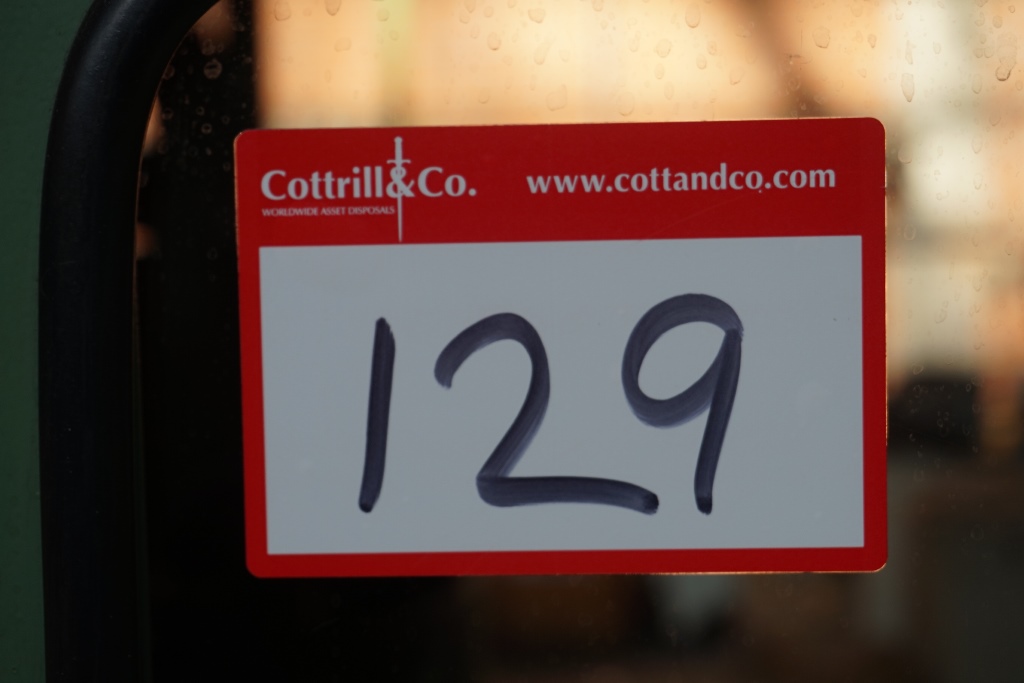 Cottrill&Co. www.cottandco.com
WORLDWIDE ASSET DISPOSALS
129